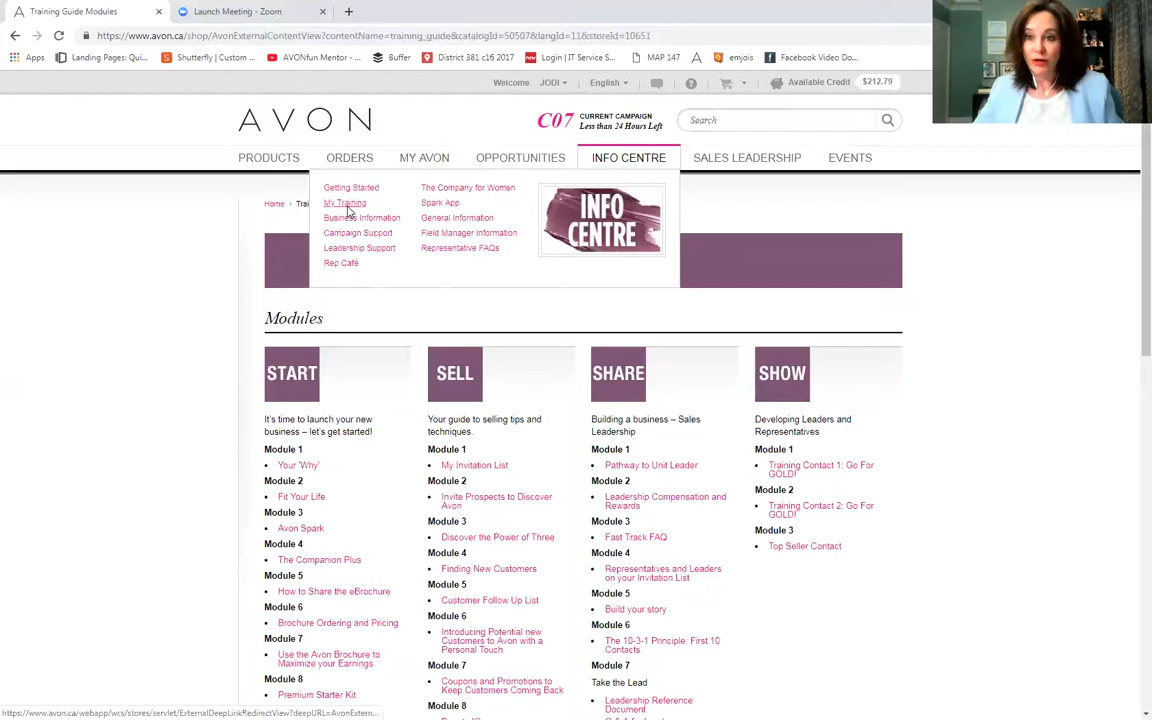 Training Guide Modules
Launch Meeting - Zoom
https://www.avon.ca/shop/AvonExternalContentView?contentName=training_guide&catalogId=50507&langId=11&storeId=10651
Apps
Landing Pages: Qui...
Shutterfly | Custom ...
AVONfun Mentor - ...
Buffer
District 381 c16 2017
Login | IT Service S...
MAP 147
emjois
Facebook Video Do...
Welcome JODI English Available Credit $212.79
AVON
C07 CURRENT CAMPAIGN
Less than 24 Hours Left
Search
PRODUCTS ORDERS MY AVON OPPORTUNITIES INFO CENTRE SALES LEADERSHIP EVENTS
Getting Started
My Training
Business Information
Campaign Support
Leadership Support
Rep Café
The Company for Women
Spark App
General Information
Field Manager Information
Representative FAQs
INFO
CENTRE
Home › Trai
Modules
START
It's time to launch your new
business – let's get started!
Module 1
• Your 'Why'
Module 2
• Fit Your Life
Module 3
• Avon Spark
Module 4
• The Companion Plus
Module 5
• How to Share the eBrochure
Module 6
• Brochure Ordering and Pricing
Module 7
• Use the Avon Brochure to
Maximize your Earnings
Module 8
• Premium Starter Kit
SELL
Your guide to selling tips and
techniques.
Module 1
• My Invitation List
Module 2
• Invite Prospects to Discover
Avon
Module 3
• Discover the Power of Three
Module 4
• Finding New Customers
Module 5
• Customer Follow Up List
Module 6
• Introducing Potential new
Customers to Avon with a
Personal Touch
Module 7
• Coupons and Promotions to
Keep Customers Coming Back
Module 8
SHARE
Building a business – Sales
Leadership
Module 1
• Pathway to Unit Leader
Module 2
• Leadership Compensation and
Rewards
Module 3
• Fast Track FAQ
Module 4
• Representatives and Leaders
on your Invitation List
Module 5
• Build your story
Module 6
• The 10-3-1 Principle: First 10
Contacts
Module 7
Take the Lead
• Leadership Reference
Document
SHOW
Developing Leaders and
Representatives
Module 1
• Training Contact 1: Go For
GOLD!
Module 2
• Training Contact 2: Go For
GOLD!
Module 3
• Top Seller Contact
https://www.avon.ca/webapp/wcs/stores/servlet/ExternalDeepLinkRedirectView?deepURL=AvonExtern...